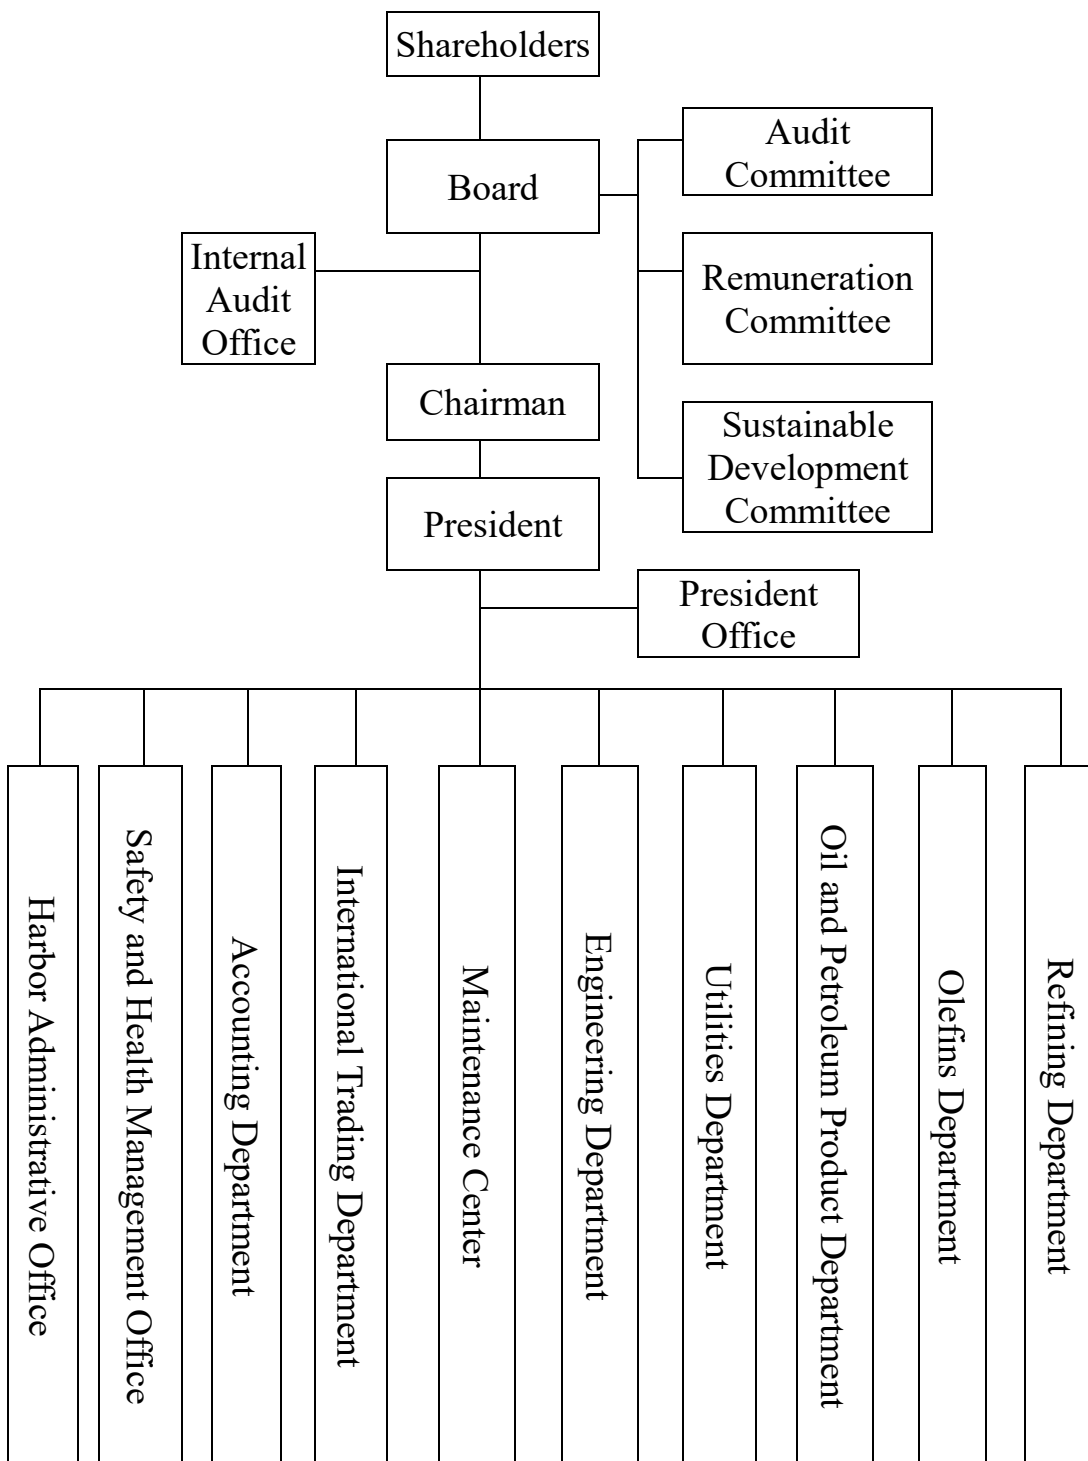 Shareholders
Audit
Committee
Board
Internal
Audit
Office
Remuneration
Committee
Chairman
Sustainable
Development
Committee
President
President
Office
Harbor Administrative Office
Safety and Health Management Office
Accounting Department
International Trading Department
Maintenance Center
Engineering Department
Utilities Department
Oil and Petroleum Product Department
Olefins Department
Refining Department